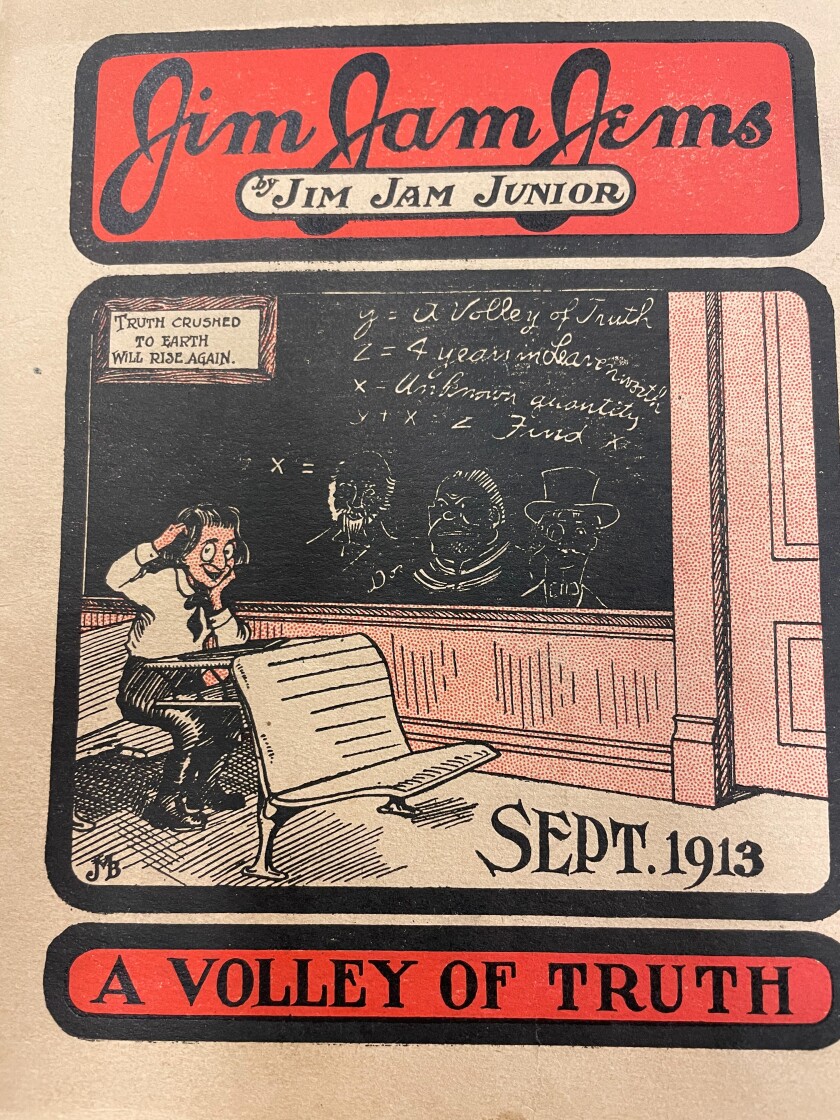 Jim Jam Jems
by JIM JAM JUNIOR
TRUTH CRUSHED
TO EARTH
WILL RISE AGAIN.
y = A Volley of Truth
z = 4 years in Leavenworth
x = Unknown quantity
y + x = z Find x
x =
SEPT. 1913
JMB
A VOLLEY OF TRUTH